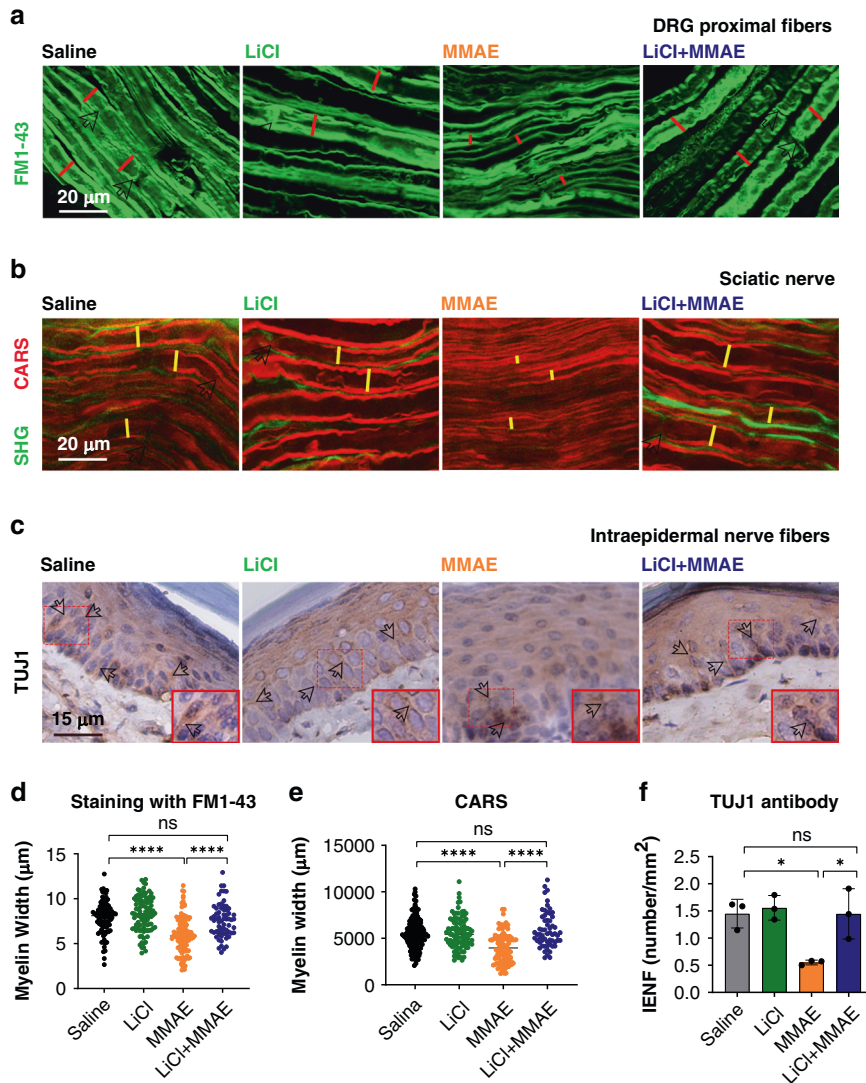 a
DRG proximal fibers
Saline LiCl MMAE LiCl+MMAE
FM1-43
20 μm
b
Sciatic nerve
Saline LiCl MMAE LiCl+MMAE
SHG CARS
20 μm
c
Intraepidermal nerve fibers
Saline LiCl MMAE LiCl+MMAE
TUJ1
15 μm
d
Staining with FM1-43
ns
**** ****
Myelin Width (μm)
15
10
5
0
Saline LiCl MMAE LiCl+MMAE
e
CARS
ns
**** ****
Myelin width (μm)
15000
10000
5000
0
Salina LiCl MMAE LiCl+MMAE
f
TUJ1 antibody
ns
* *
IENF (number/mm²)
2.5
2.0
1.5
1.0
0.5
0.0
Saline LiCl MMAE LiCl+MMAE